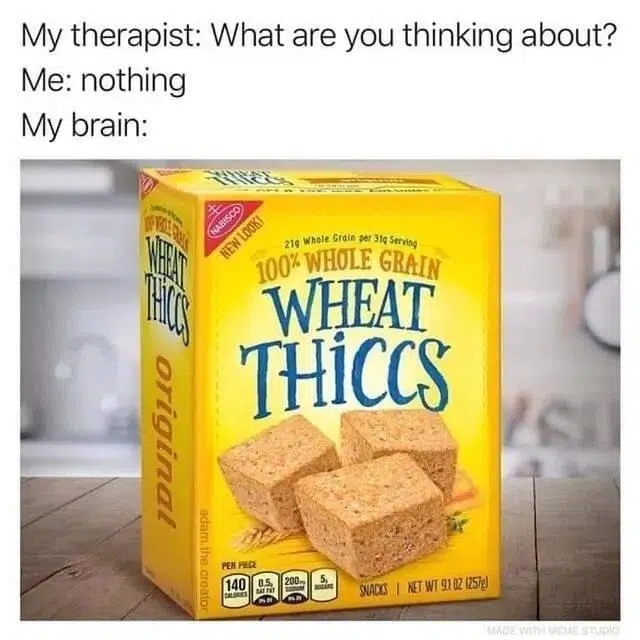 My therapist: What are you thinking about?
Me: nothing
My brain:
WHEAT THICCS
NABISCO
NEW LOOK!
21g Whole Grain per 31g Serving
100% WHOLE GRAIN
WHEAT
THiCCS
WHEAT
THICCS
original
adam.the.creator
PER PIECE
140 CALORIES
0.5g SAT FAT
200mg SODIUM
5g SUGARS
SNACKS | NET WT 9.1 OZ (257g)
MADE WITH MEME STUDIO